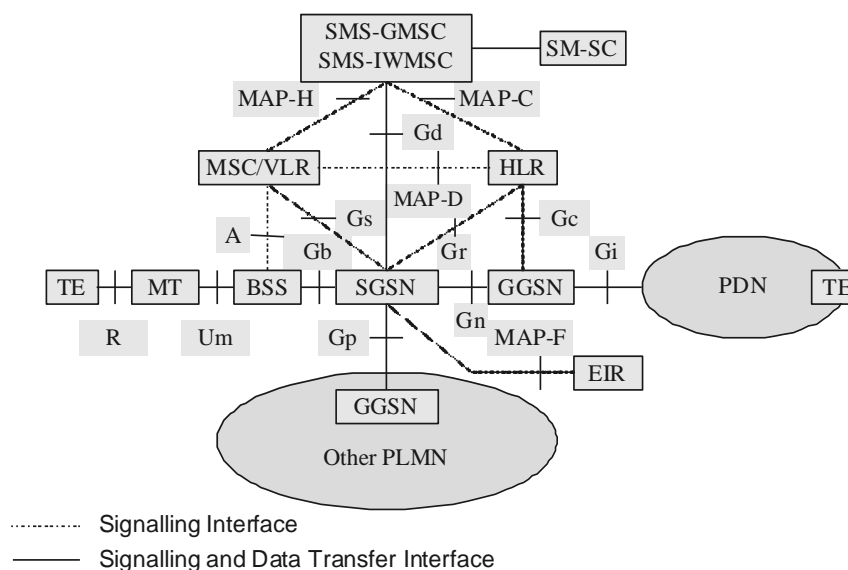 SMS-GMSC
SMS-IWMSC
SM-SC
MAP-H
MAP-C
Gd
MSC/VLR
HLR
MAP-D
A
Gs
Gc
Gb
Gr
Gi
TE
MT
BSS
SGSN
GGSN
PDN
TE
R
Um
Gp
Gn
MAP-F
EIR
GGSN
Other PLMN
Signalling Interface
Signalling and Data Transfer Interface